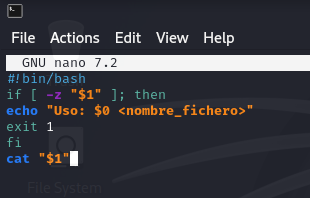 File Actions Edit View Help
GNU nano 7.2
#!bin/bash
if [ -z "$1" ]; then
echo "Uso: $0 <nombre_fichero>"
exit 1
fi
cat "$1"
File System